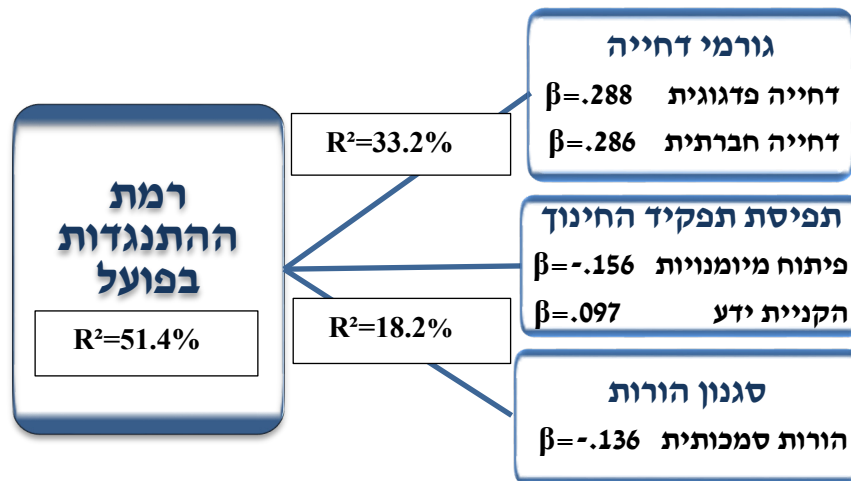 גורמי דחייה
דחייה פדגוגית β=.288
דחייה חברתית β=.286
R²=33.2%
רמת
ההתנגדות
בפועל
R²=51.4%
תפיסת תפקיד החינוך
פיתוח מיומנויות β=-.156
הקניית ידע β=.097
R²=18.2%
סגנון הורות
הורות סמכותית β=-.136